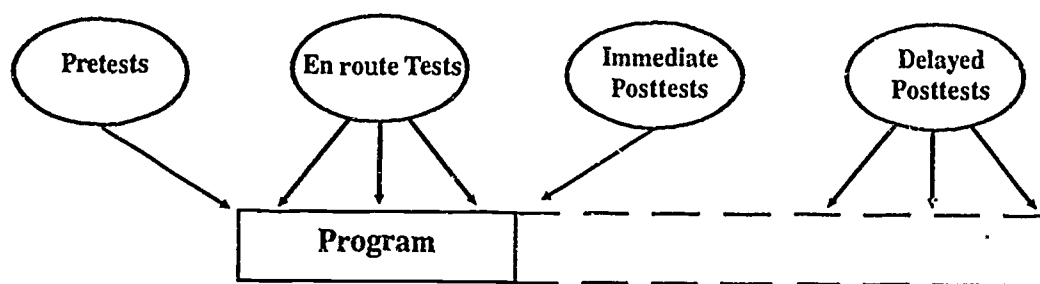 Pretests
En route Tests
Immediate
Posttests
Delayed
Posttests
Program